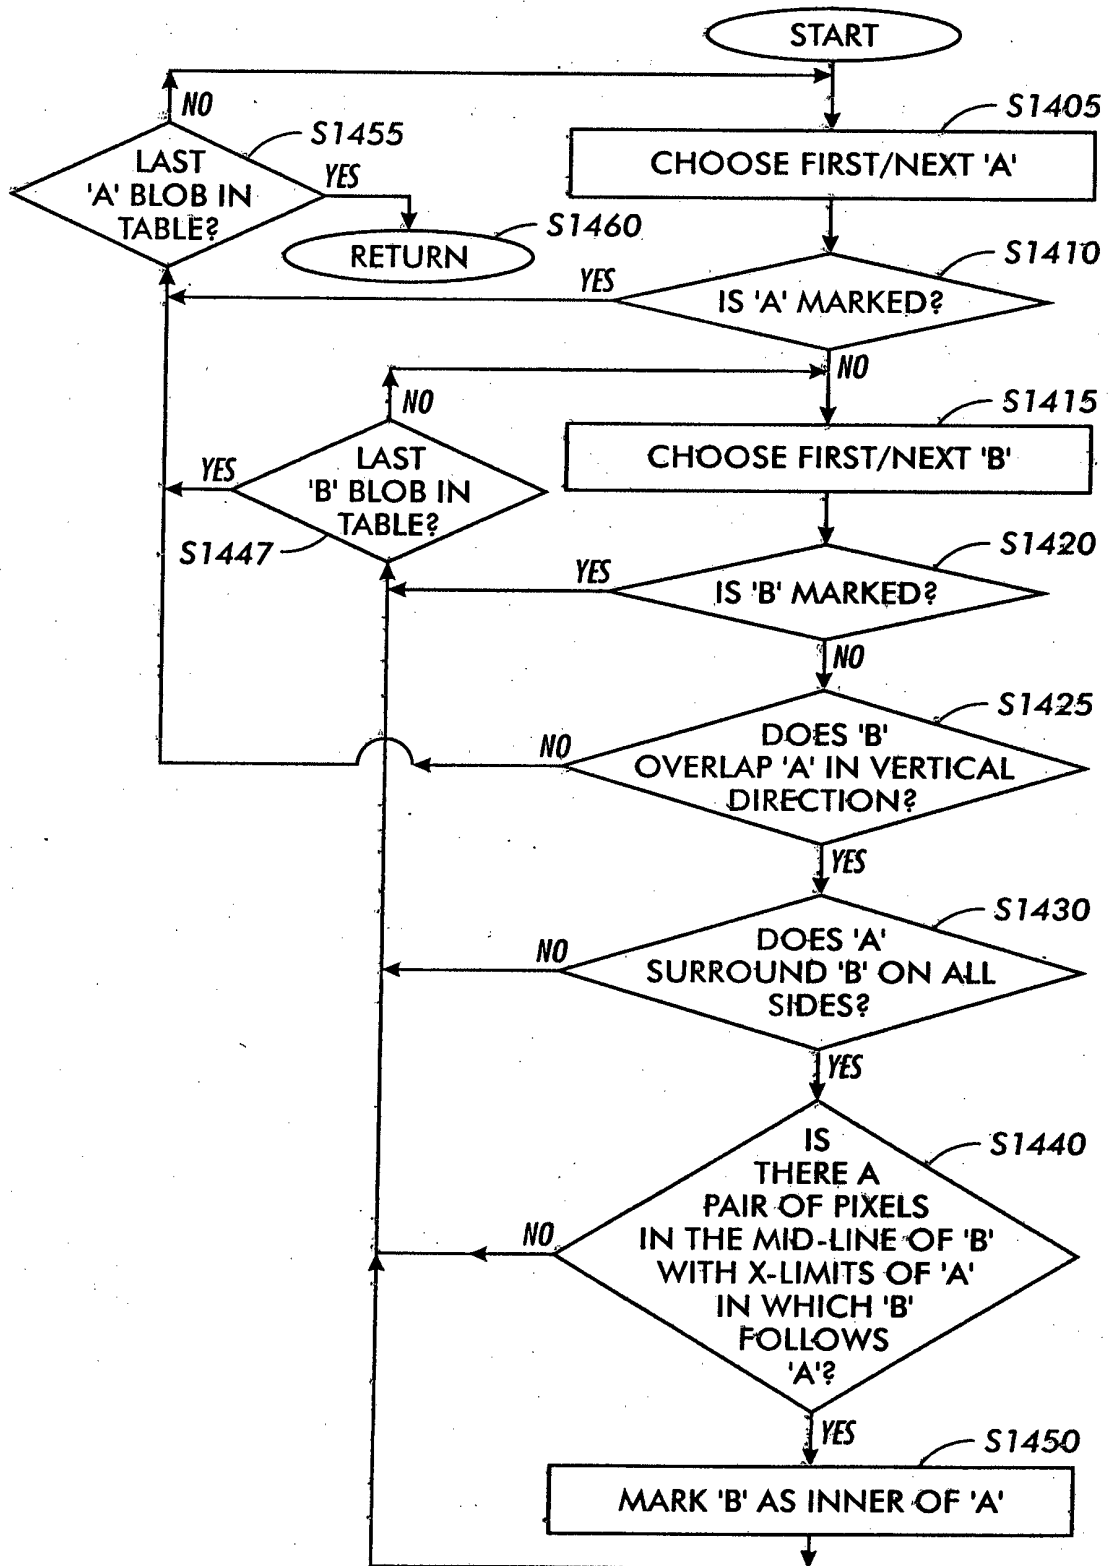 START
S1405
CHOOSE FIRST/NEXT 'A'
NO
S1455
LAST
'A' BLOB IN
TABLE?
YES
S1460
RETURN
S1410
IS 'A' MARKED?
YES
NO
S1415
CHOOSE FIRST/NEXT 'B'
NO
LAST
'B' BLOB IN
TABLE?
YES
S1447
S1420
IS 'B' MARKED?
YES
NO
S1425
DOES 'B'
OVERLAP 'A' IN VERTICAL
DIRECTION?
NO
YES
S1430
DOES 'A'
SURROUND 'B' ON ALL
SIDES?
NO
YES
S1440
IS
THERE A
PAIR OF PIXELS
IN THE MID-LINE OF 'B'
WITH X-LIMITS OF 'A'
IN WHICH 'B'
FOLLOWS
'A'?
NO
YES
S1450
MARK 'B' AS INNER OF 'A'